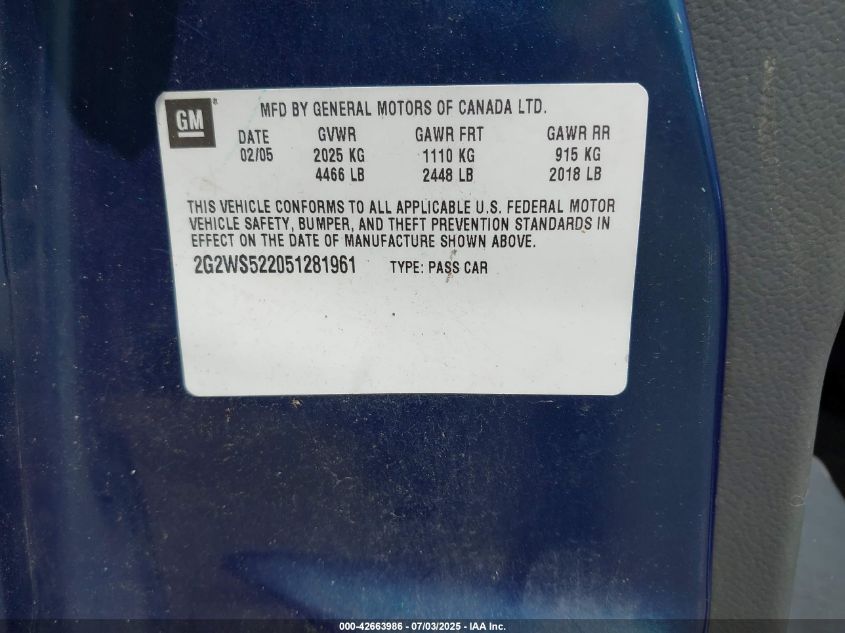 GM
MFD BY GENERAL MOTORS OF CANADA LTD.
DATE GVWR GAWR FRT GAWR RR
02/05 2025 KG 1110 KG 915 KG
4466 LB 2448 LB 2018 LB
THIS VEHICLE CONFORMS TO ALL APPLICABLE U.S. FEDERAL MOTOR
VEHICLE SAFETY, BUMPER, AND THEFT PREVENTION STANDARDS IN
EFFECT ON THE DATE OF MANUFACTURE SHOWN ABOVE.
2G2WS522051281961 TYPE: PASS CAR
000-42663986 - 07/03/2025 - IAA Inc.